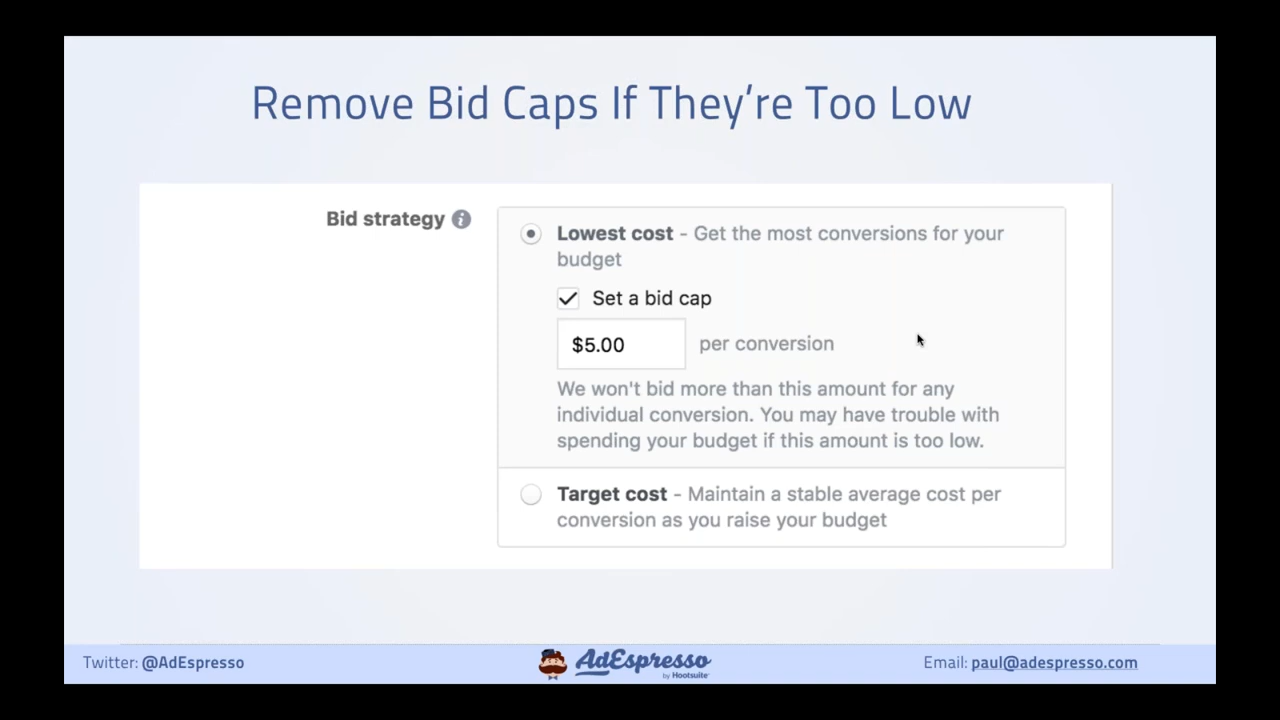 Remove Bid Caps If They're Too Low
Bid strategy
Lowest cost - Get the most conversions for your
budget
Set a bid cap
$5.00 per conversion
We won't bid more than this amount for any
individual conversion. You may have trouble with
spending your budget if this amount is too low.
Target cost - Maintain a stable average cost per
conversion as you raise your budget
Twitter: @AdEspresso
AdEspresso
by Hootsuite
Email: paul@adespresso.com